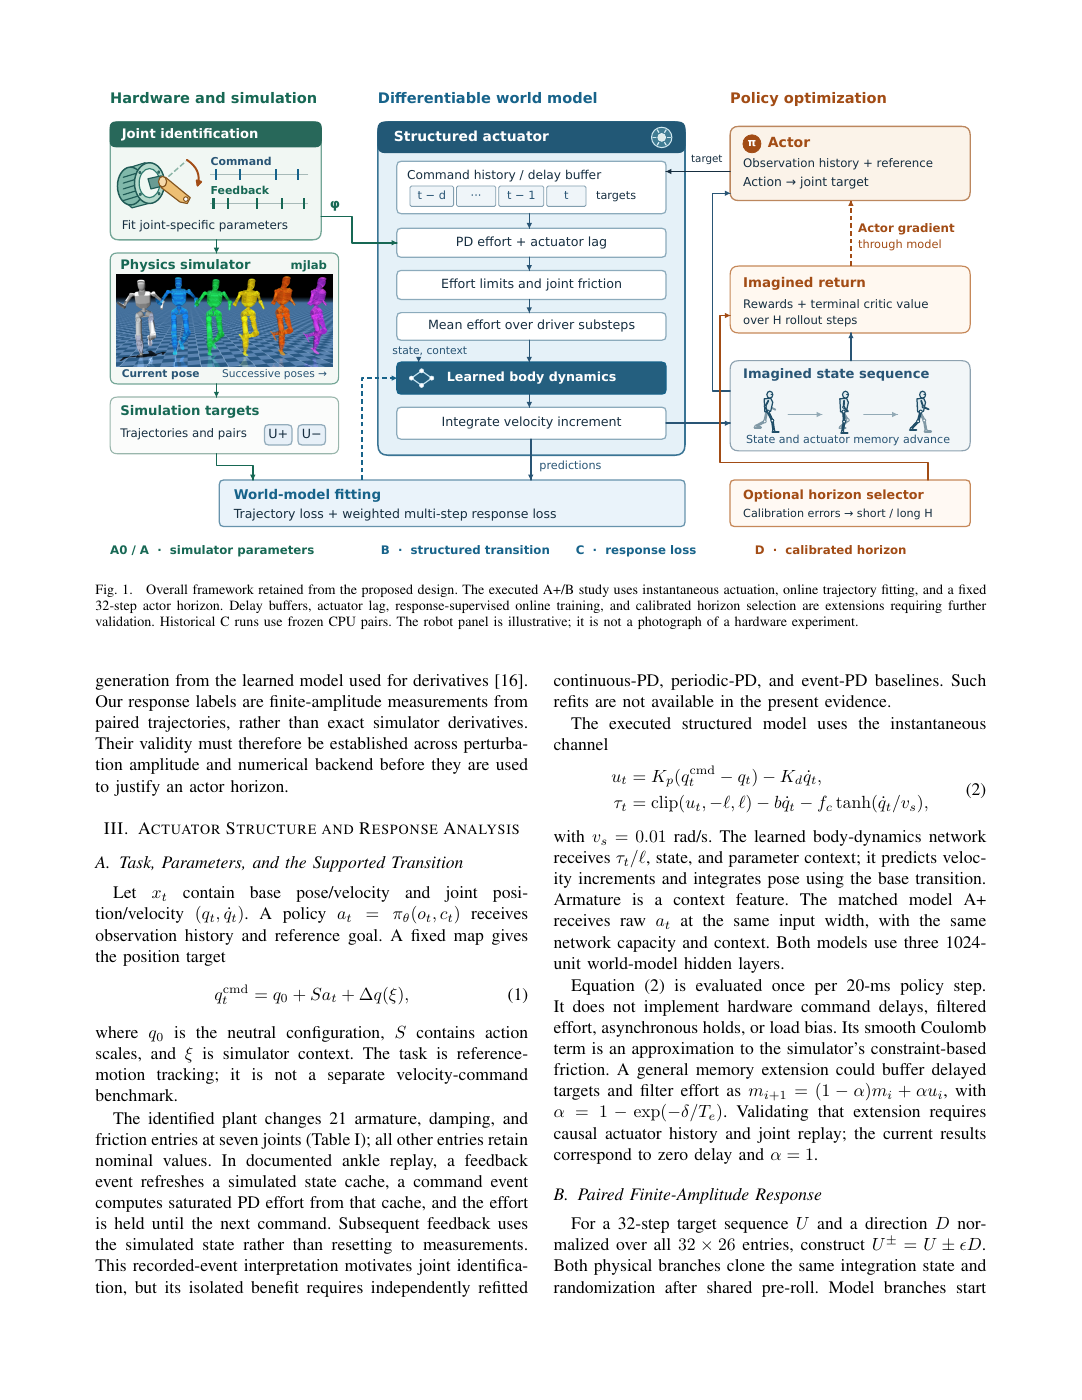 Hardware and simulation
Differentiable world model
Policy optimization
Joint identification
Command
Feedback
Fit joint-specific parameters
φ
Physics simulator mjlab
Current pose Successive poses →
Simulation targets
Trajectories and pairs U+ U−
Structured actuator
Command history / delay buffer
t − d ··· t − 1 t targets
PD effort + actuator lag
Effort limits and joint friction
Mean effort over driver substeps
state, context
Learned body dynamics
Integrate velocity increment
predictions
World-model fitting
Trajectory loss + weighted multi-step response loss
target
π Actor
Observation history + reference
Action → joint target
Actor gradient
through model
Imagined return
Rewards + terminal critic value
over H rollout steps
Imagined state sequence
State and actuator memory advance
Optional horizon selector
Calibration errors → short / long H
A0 / A · simulator parameters
B · structured transition
C · response loss
D · calibrated horizon
Fig. 1. Overall framework retained from the proposed design. The executed A+/B study uses instantaneous actuation, online trajectory fitting, and a fixed
32-step actor horizon. Delay buffers, actuator lag, response-supervised online training, and calibrated horizon selection are extensions requiring further
validation. Historical C runs use frozen CPU pairs. The robot panel is illustrative; it is not a photograph of a hardware experiment.
generation from the learned model used for derivatives [16].
Our response labels are finite-amplitude measurements from
paired trajectories, rather than exact simulator derivatives.
Their validity must therefore be established across perturba-
tion amplitude and numerical backend before they are used
to justify an actor horizon.
III. ACTUATOR STRUCTURE AND RESPONSE ANALYSIS
A. Task, Parameters, and the Supported Transition
Let x_t contain base pose/velocity and joint posi-
tion/velocity (q_t, q̇_t). A policy a_t = π_θ(o_t, c_t) receives
observation history and reference goal. A fixed map gives
the position target
q_t^cmd = q_0 + Sa_t + Δq(ξ), (1)
where q_0 is the neutral configuration, S contains action
scales, and ξ is simulator context. The task is reference-
motion tracking; it is not a separate velocity-command
benchmark.
The identified plant changes 21 armature, damping, and
friction entries at seven joints (Table I); all other entries retain
nominal values. In documented ankle replay, a feedback
event refreshes a simulated state cache, a command event
computes saturated PD effort from that cache, and the effort
is held until the next command. Subsequent feedback uses
the simulated state rather than resetting to measurements.
This recorded-event interpretation motivates joint identifica-
tion, but its isolated benefit requires independently refitted
continuous-PD, periodic-PD, and event-PD baselines. Such
refits are not available in the present evidence.
The executed structured model uses the instantaneous
channel
u_t = K_p(q_t^cmd − q_t) − K_d q̇_t,
τ_t = clip(u_t, −ℓ, ℓ) − bq̇_t − f_c tanh(q̇_t/v_s), (2)
with v_s = 0.01 rad/s. The learned body-dynamics network
receives τ_t/ℓ, state, and parameter context; it predicts veloc-
ity increments and integrates pose using the base transition.
Armature is a context feature. The matched model A+
receives raw a_t at the same input width, with the same
network capacity and context. Both models use three 1024-
unit world-model hidden layers.
Equation (2) is evaluated once per 20-ms policy step.
It does not implement hardware command delays, filtered
effort, asynchronous holds, or load bias. Its smooth Coulomb
term is an approximation to the simulator's constraint-based
friction. A general memory extension could buffer delayed
targets and filter effort as m_{i+1} = (1 − α)m_i + αu_i, with
α = 1 − exp(−δ/T_e). Validating that extension requires
causal actuator history and joint replay; the current results
correspond to zero delay and α = 1.
B. Paired Finite-Amplitude Response
For a 32-step target sequence U and a direction D nor-
malized over all 32 × 26 entries, construct U^± = U ± ϵD.
Both physical branches clone the same integration state and
randomization after shared pre-roll. Model branches start